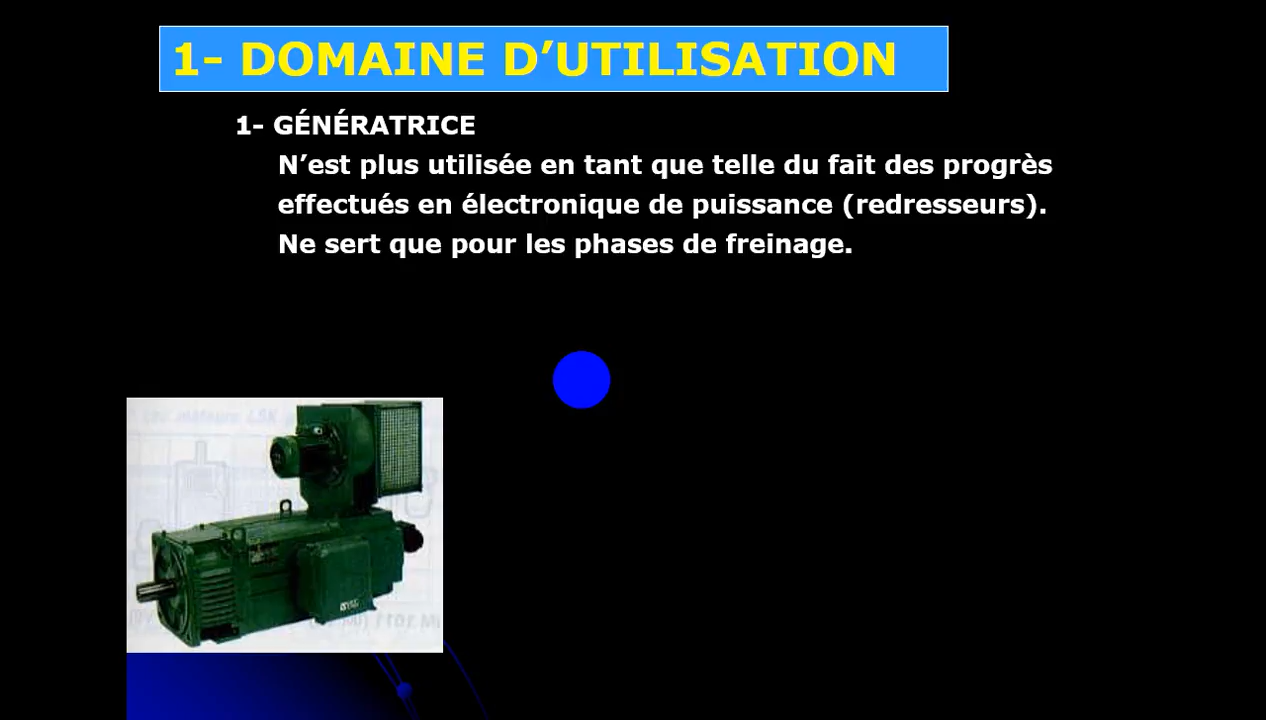 1- DOMAINE D’UTILISATION
1- GÉNÉRATRICE
N’est plus utilisée en tant que telle du fait des progrès
effectués en électronique de puissance (redresseurs).
Ne sert que pour les phases de freinage.